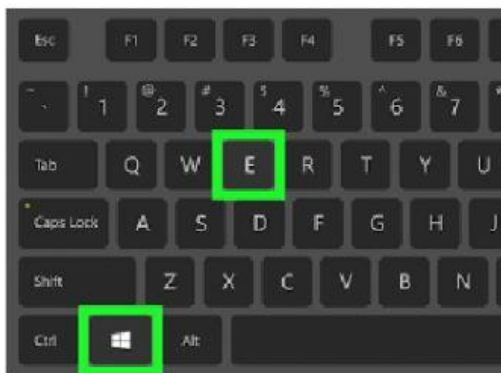 Esc F1 F2 F3 F4 F5 F6
~ ` ! 1 @ 2 # 3 $ 4 % 5 ^ 6 & 7
Tab Q W E R T Y U
Caps Lock A S D F G H J
Shift Z X C V B N
Ctrl Alt